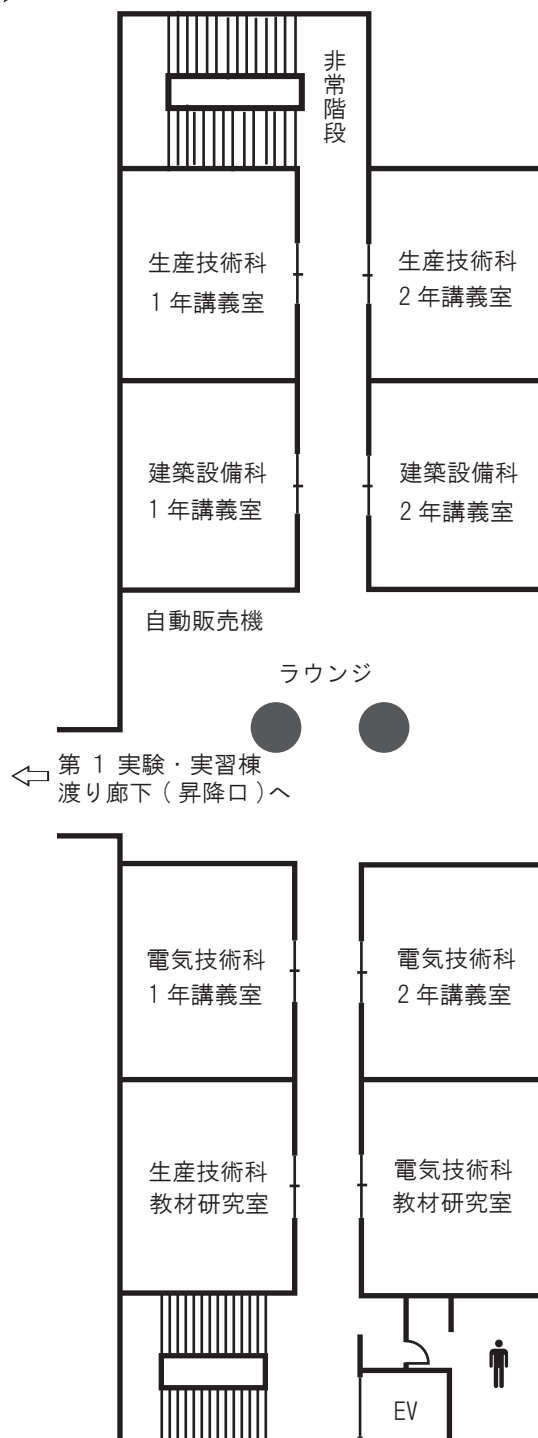 非常階段
生産技術科
1 年講義室
生産技術科
2 年講義室
建築設備科
1 年講義室
建築設備科
2 年講義室
自動販売機
ラウンジ
第 1 実験・実習棟
渡り廊下 ( 昇降口 )へ
電気技術科
1 年講義室
電気技術科
2 年講義室
生産技術科
教材研究室
電気技術科
教材研究室
EV